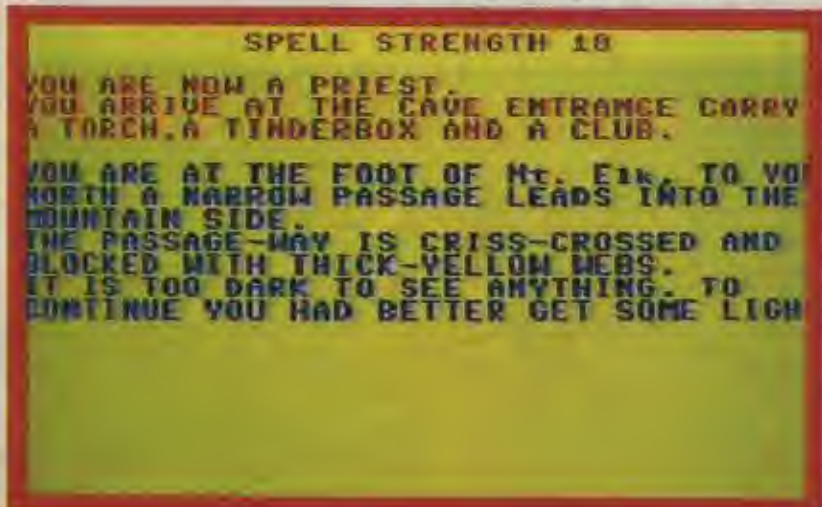 SPELL STRENGTH 18
YOU ARE NOW A PRIEST.
YOU ARRIVE AT THE CAVE ENTRANCE CARRY
A TORCH,A TINDERBOX AND A CLUB.
YOU ARE AT THE FOOT OF Mt. Elk. TO YO
NORTH A NARROW PASSAGE LEADS INTO THE
MOUNTAIN SIDE.
THE PASSAGE-WAY IS CRISS-CROSSED AND
BLOCKED WITH THICK-YELLOW WEBS.
IT IS TOO DARK TO SEE ANYTHING. TO
CONTINUE YOU HAD BETTER GET SOME LIGH